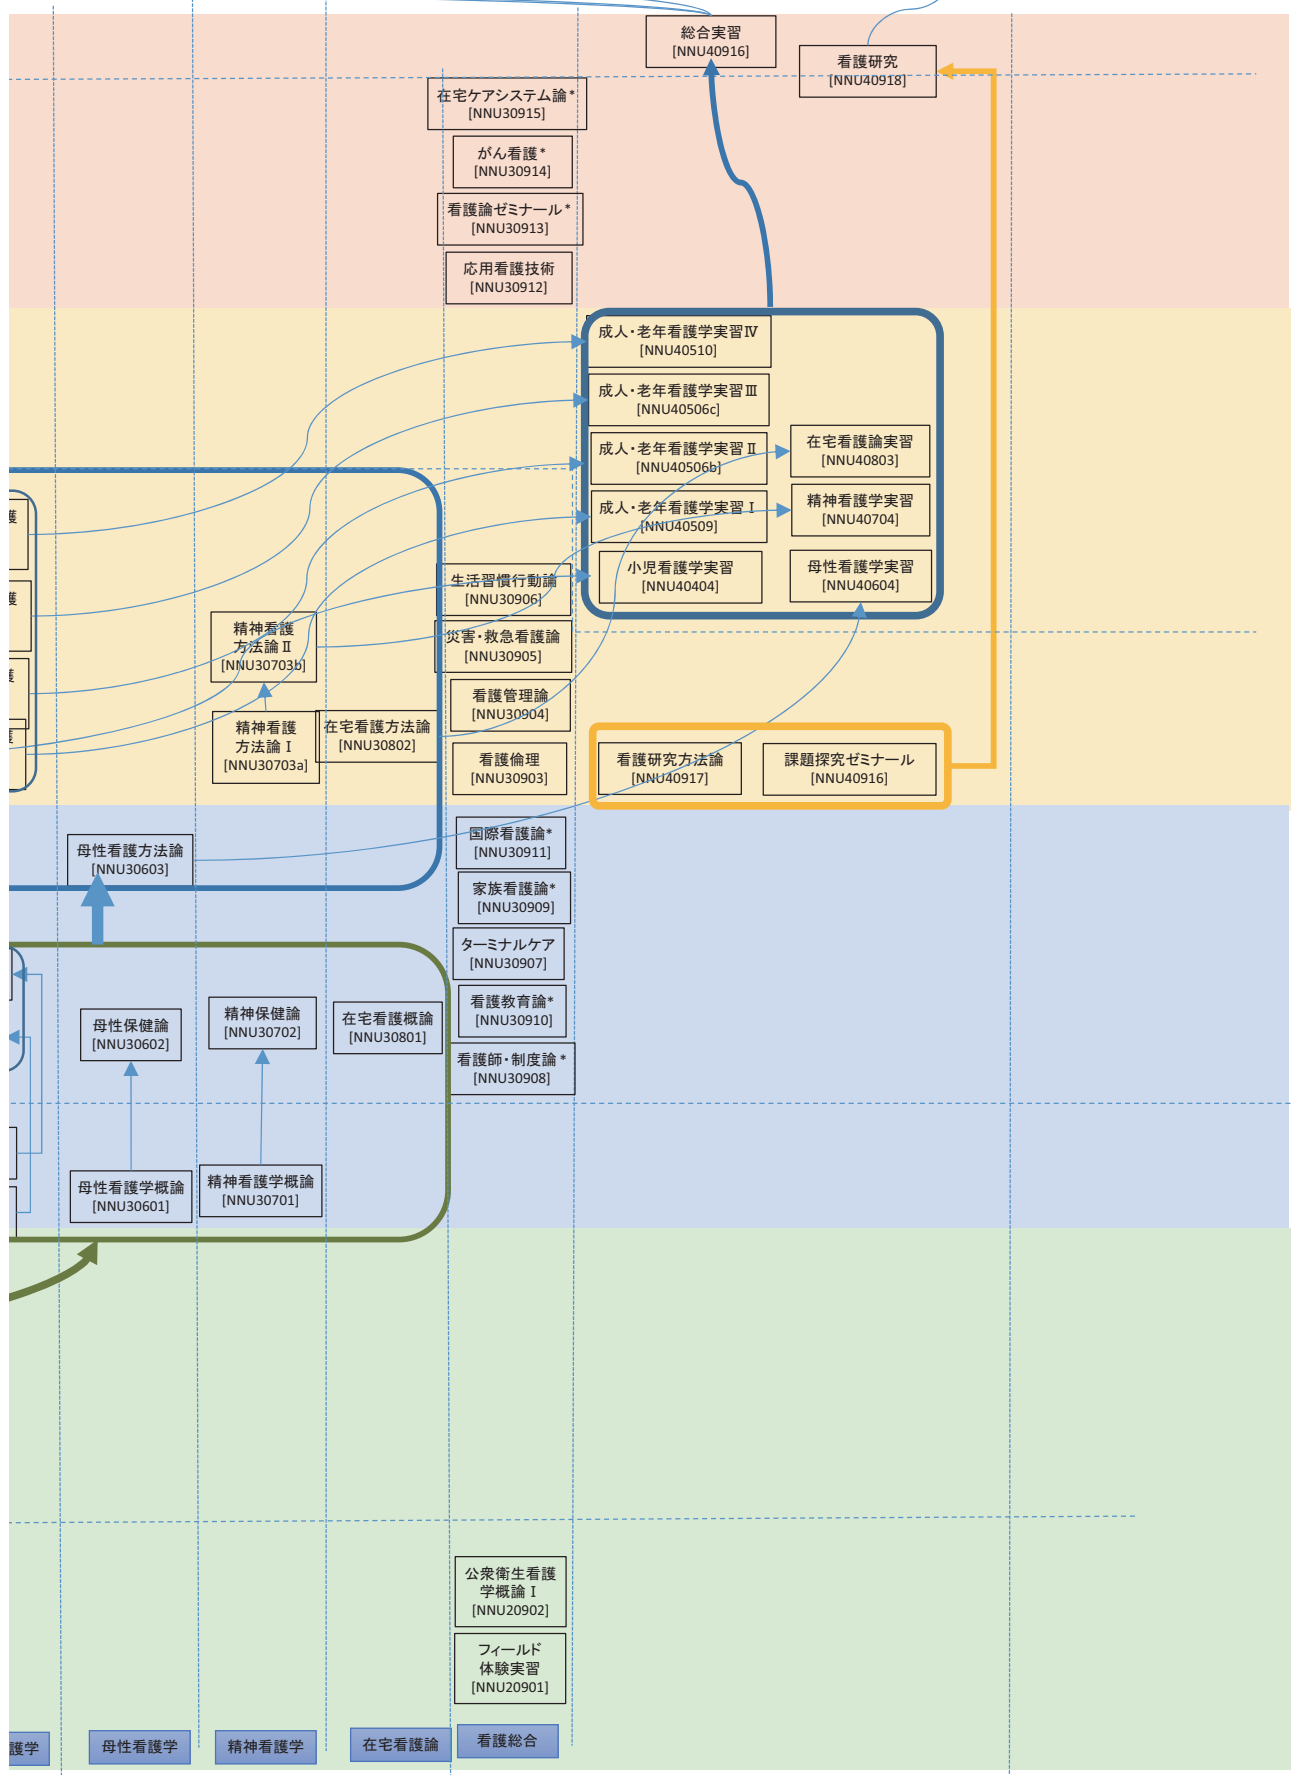 総合実習
[NNU40916]
看護研究
[NNU40918]
在宅ケアシステム論*
[NNU30915]
がん看護*
[NNU30914]
看護論ゼミナール*
[NNU30913]
応用看護技術
[NNU30912]
成人・老年看護学実習Ⅳ
[NNU40510]
成人・老年看護学実習Ⅲ
[NNU40506c]
成人・老年看護学実習Ⅱ
[NNU40506b]
在宅看護論実習
[NNU40803]
成人・老年看護学実習Ⅰ
[NNU40509]
精神看護学実習
[NNU40704]
小児看護学実習
[NNU40404]
母性看護学実習
[NNU40604]
護
護
護
護
生活習慣行動論
[NNU30906]
災害・救急看護論
[NNU30905]
精神看護
方法論Ⅱ
[NNU30703b]
看護管理論
[NNU30904]
精神看護
方法論Ⅰ
[NNU30703a]
在宅看護方法論
[NNU30802]
看護倫理
[NNU30903]
看護研究方法論
[NNU40917]
課題探究ゼミナール
[NNU40916]
母性看護方法論
[NNU30603]
国際看護論*
[NNU30911]
家族看護論*
[NNU30909]
ターミナルケア
[NNU30907]
看護教育論*
[NNU30910]
看護師・制度論*
[NNU30908]
母性保健論
[NNU30602]
精神保健論
[NNU30702]
在宅看護概論
[NNU30801]
母性看護学概論
[NNU30601]
精神看護学概論
[NNU30701]
公衆衛生看護
学概論Ⅰ
[NNU20902]
フィールド
体験実習
[NNU20901]
護学
母性看護学
精神看護学
在宅看護論
看護総合